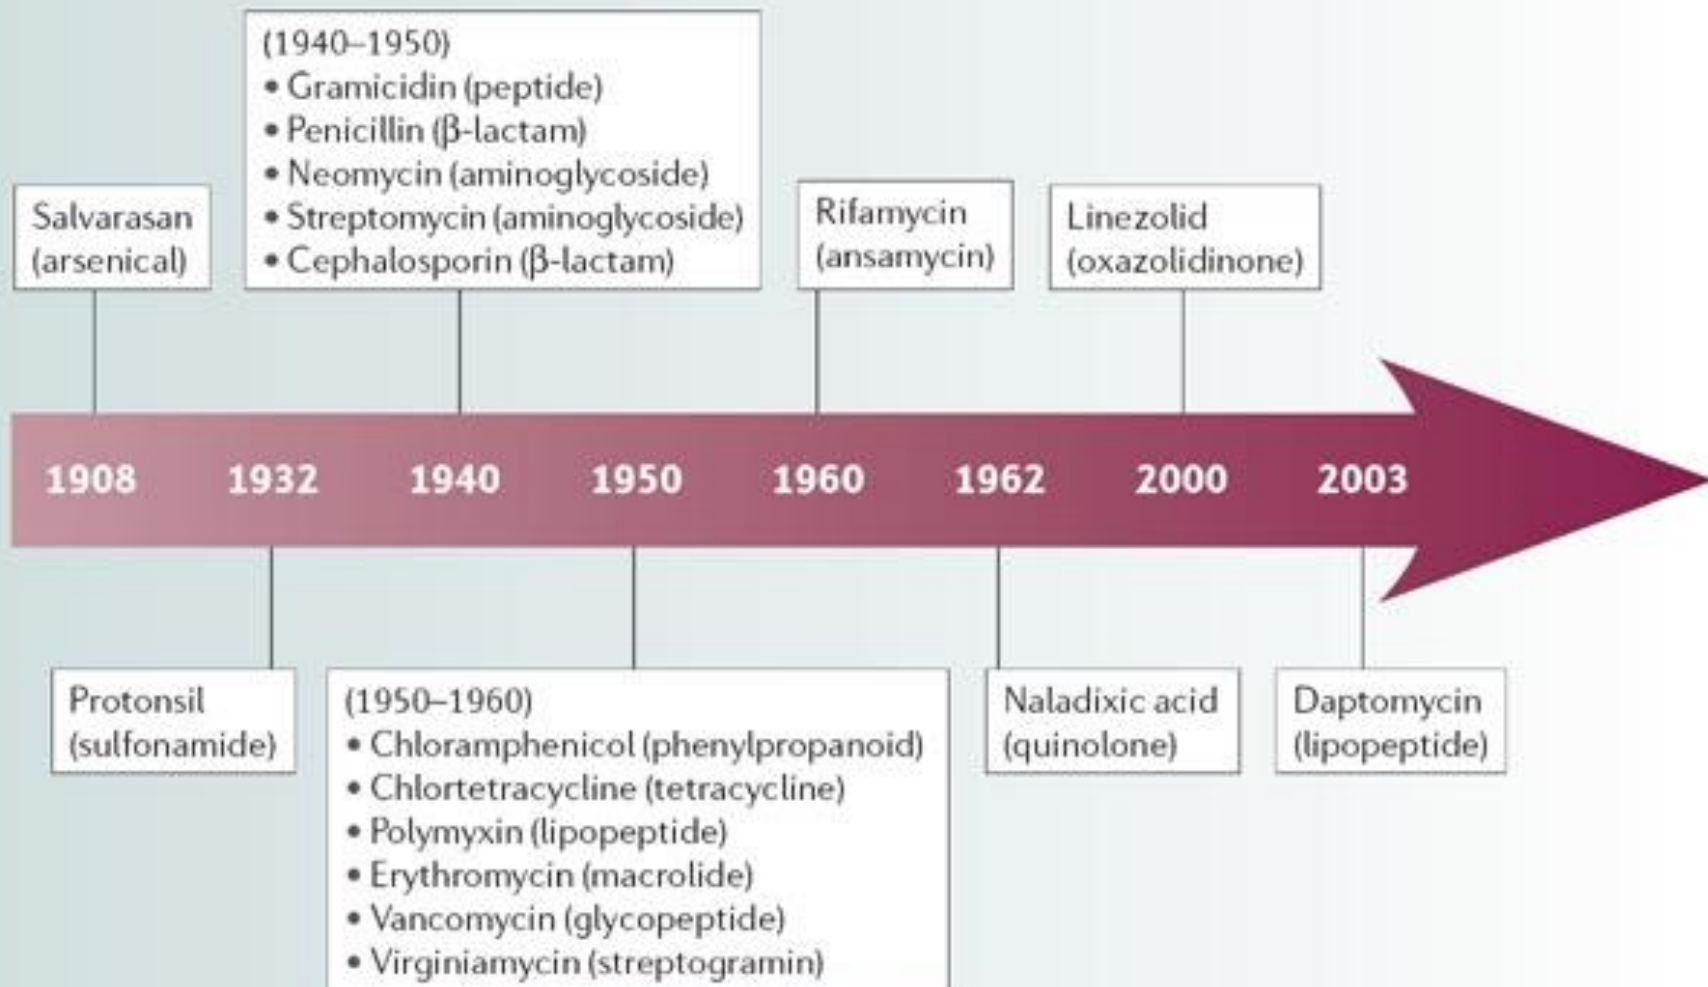 (1940–1950)
• Gramicidin (peptide)
• Penicillin (β-lactam)
• Neomycin (aminoglycoside)
• Streptomycin (aminoglycoside)
• Cephalosporin (β-lactam)
Salvarasan
(arsenical)
Rifamycin
(ansamycin)
Linezolid
(oxazolidinone)
1908 1932 1940 1950 1960 1962 2000 2003
Protonsil
(sulfonamide)
(1950–1960)
• Chloramphenicol (phenylpropanoid)
• Chlortetracycline (tetracycline)
• Polymyxin (lipopeptide)
• Erythromycin (macrolide)
• Vancomycin (glycopeptide)
• Virginiamycin (streptogramin)
Naladixic acid
(quinolone)
Daptomycin
(lipopeptide)